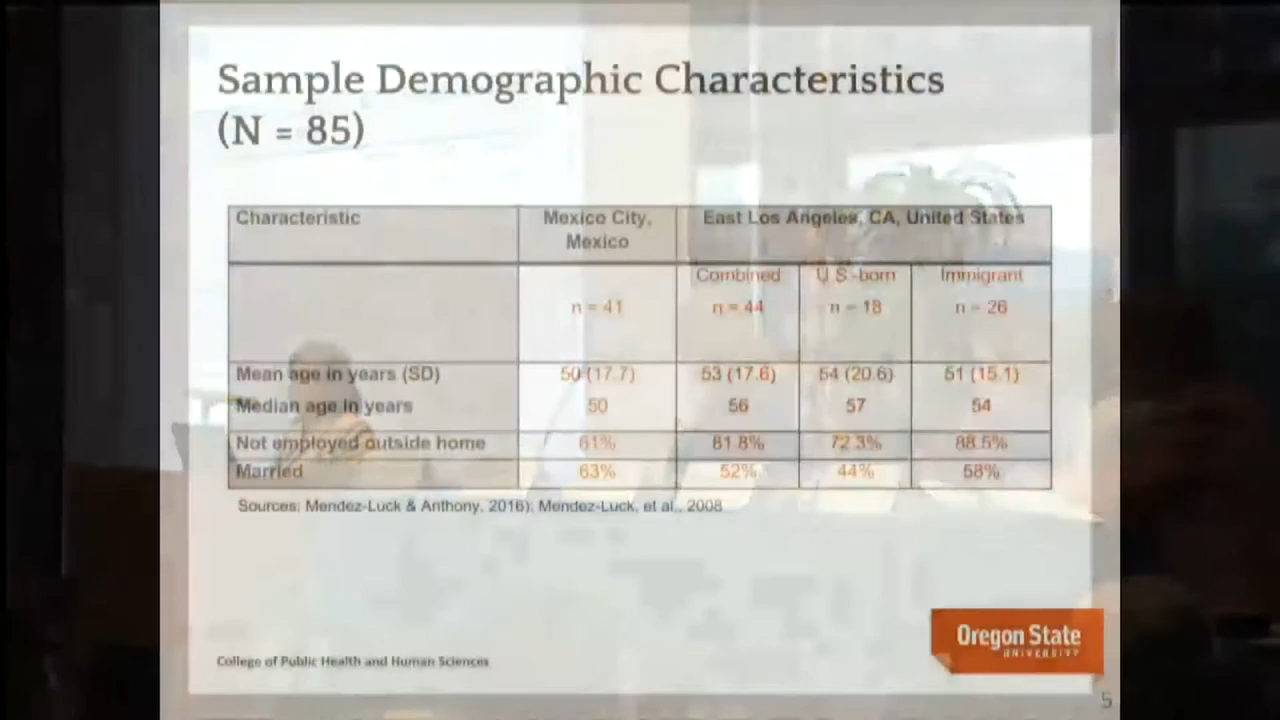 Sample Demographic Characteristics
(N = 85)
Characteristic Mexico City, East Los Angeles, CA, United States
Mexico
Combined U.S.-born Immigrant
n = 41 n = 44 n = 18 n = 26
Mean age in years (SD) 50 (17.7) 53 (17.6) 54 (20.6) 51 (15.1)
Median age in years 50 56 57 54
Not employed outside home 61% 81.8% 72.3% 88.5%
Married 63% 52% 44% 58%
Sources: Mendez-Luck & Anthony, 2016); Mendez-Luck, et al., 2008
Oregon State
UNIVERSITY
College of Public Health and Human Sciences
5